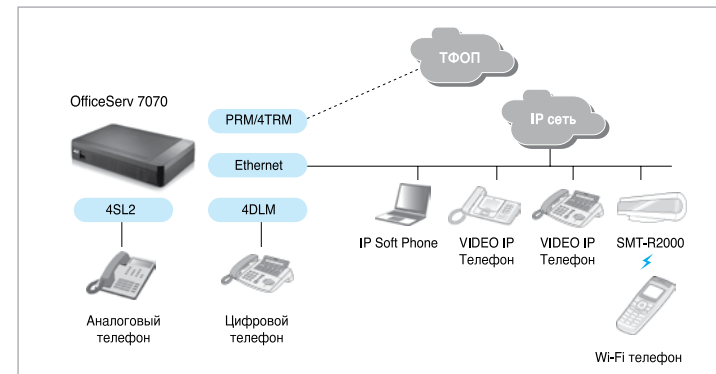 ТФОП
OfficeServ 7070
PRM/4TRM
IP сеть
Ethernet
4SL2
4DLM
IP Soft Phone
VIDEO IP
Телефон
VIDEO IP
Телефон
SMT-R2000
Аналоговый
телефон
Цифровой
телефон
Wi-Fi телефон